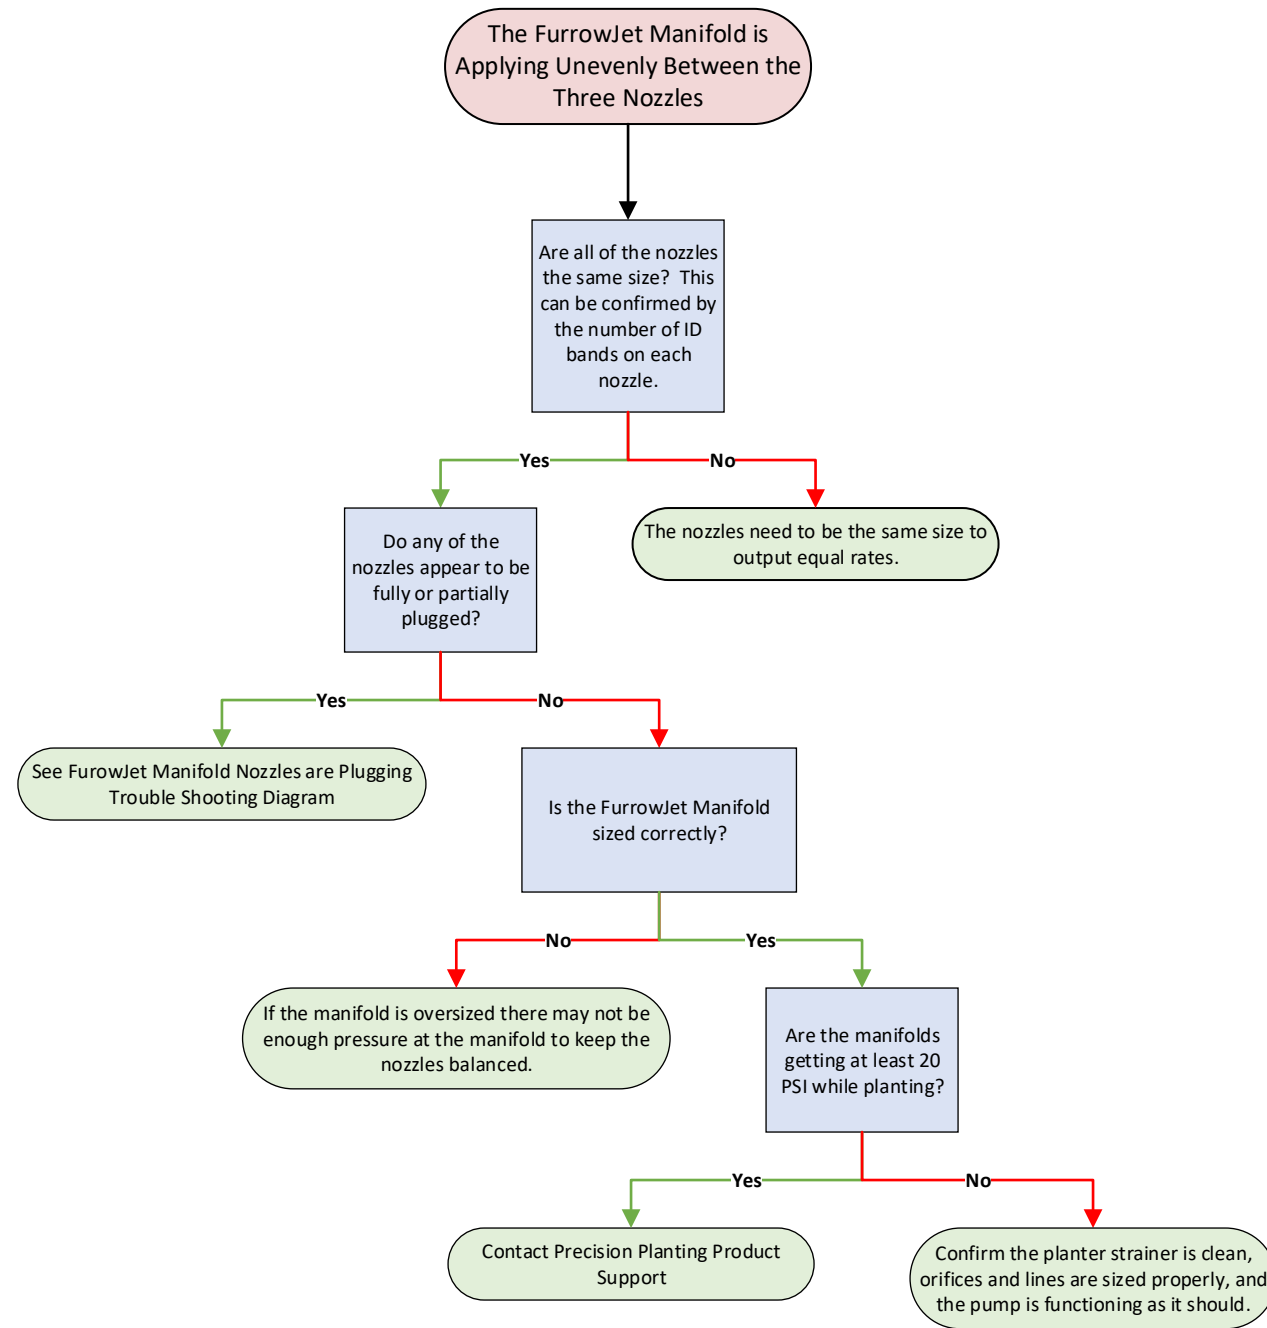 The FurrowJet Manifold is
Applying Unevenly Between the
Three Nozzles
Are all of the nozzles
the same size?  This
can be confirmed by
the number of ID
bands on each
nozzle.
Yes
No
Do any of the
nozzles appear to be
fully or partially
plugged?
The nozzles need to be the same size to
output equal rates.
Yes
No
See FurowJet Manifold Nozzles are Plugging
Trouble Shooting Diagram
Is the FurrowJet Manifold
sized correctly?
No
Yes
If the manifold is oversized there may not be
enough pressure at the manifold to keep the
nozzles balanced.
Are the manifolds
getting at least 20
PSI while planting?
Yes
No
Contact Precision Planting Product
Support
Confirm the planter strainer is clean,
orifices and lines are sized properly, and
the pump is functioning as it should.